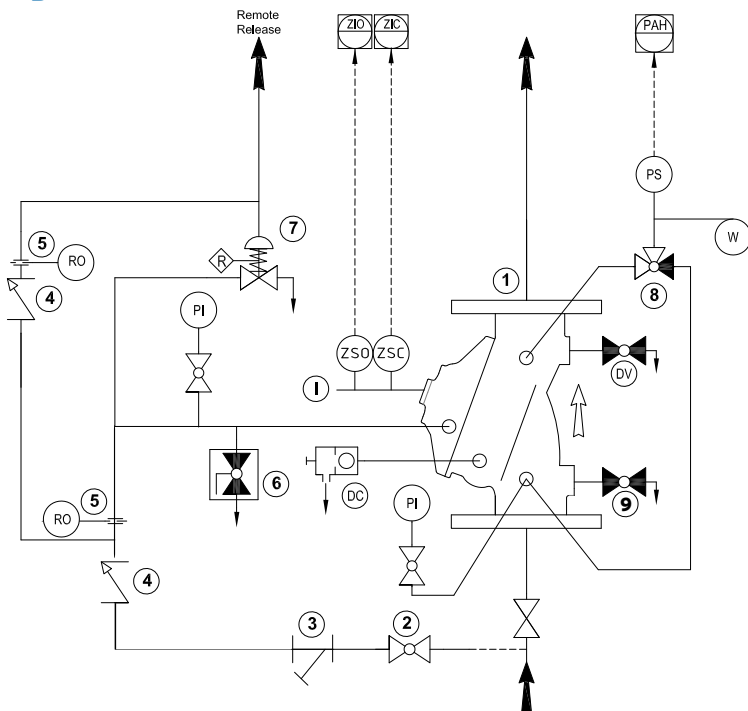 Remote
Release
ZIO
ZIC
PAH
PS
W
5
RO
4
7
R
PI
1
8
ZSO
ZSC
I
DV
6
DC
PI
9
RO
5
4
3
2